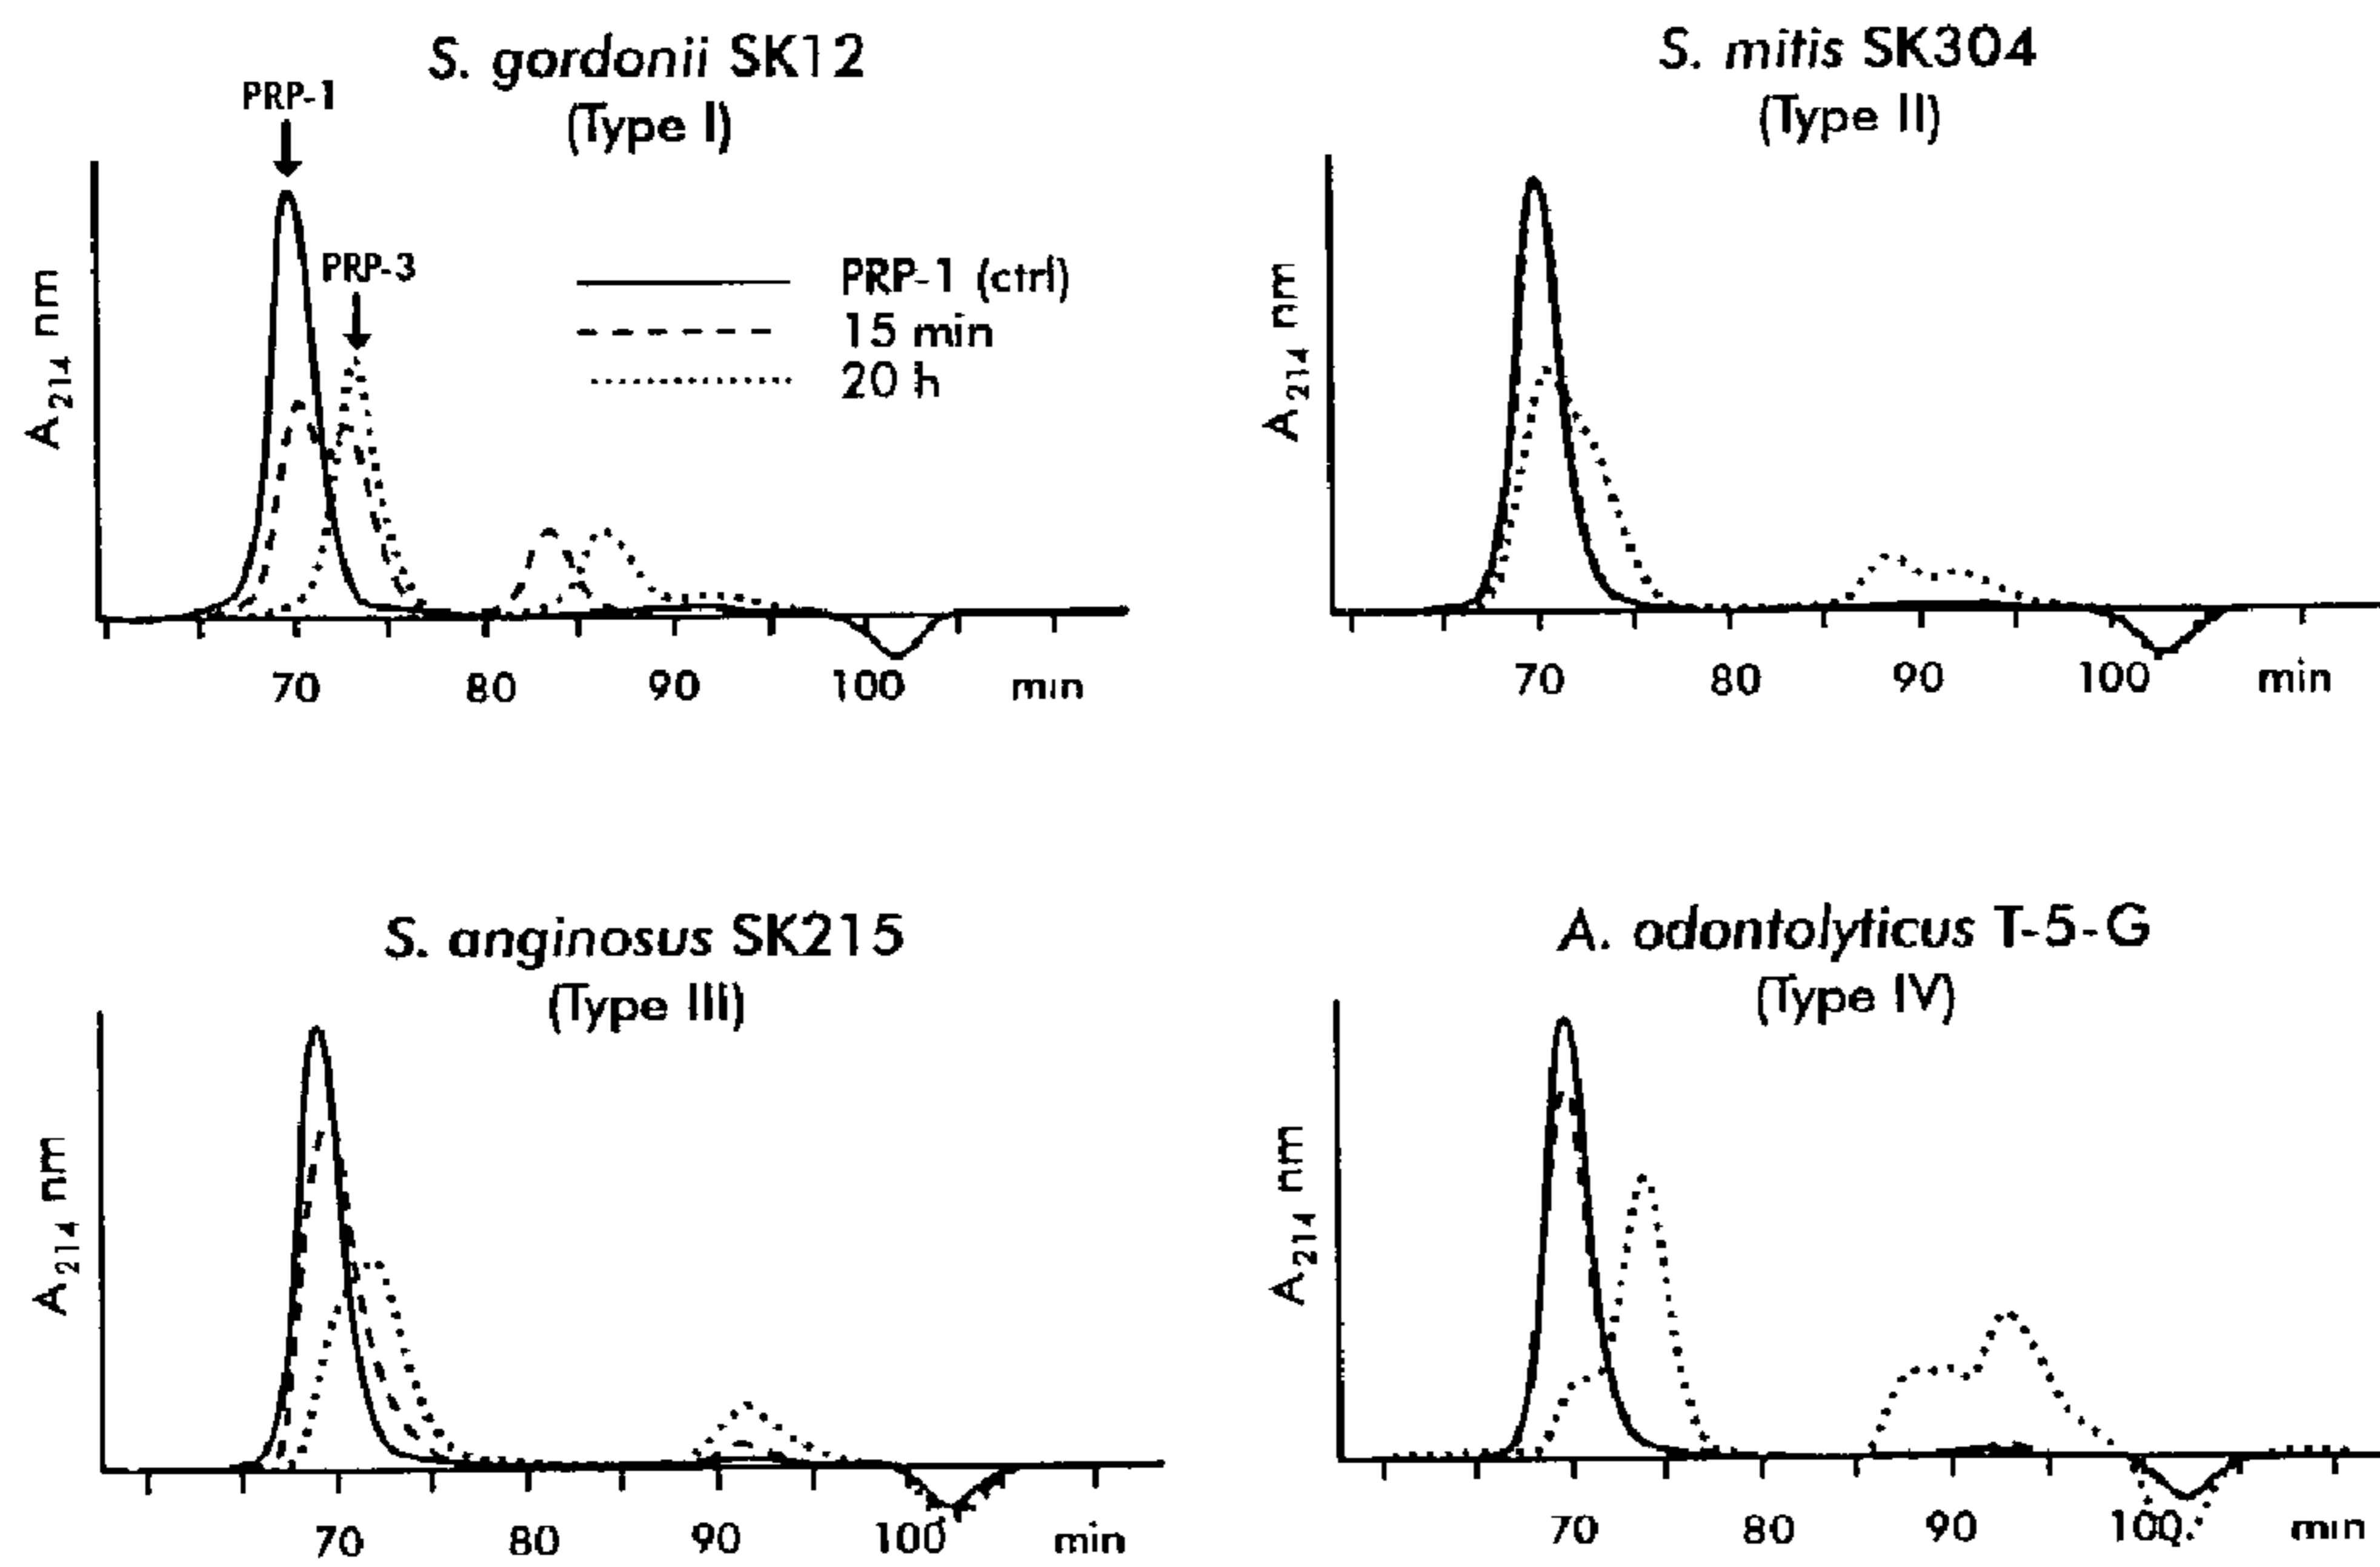 S. gordonii SK12
(Type I)
PRP-1
PRP-3
PRP-1 (ctrl)
15 min
20 h
A214 nm
70 80 90 100 min
S. mitis SK304
(Type II)
A214 nm
70 80 90 100 min
S. anginosus SK215
(Type III)
A214 nm
70 80 90 100 min
A. odontolyticus T-5-G
(Type IV)
A214 nm
70 80 90 100 min